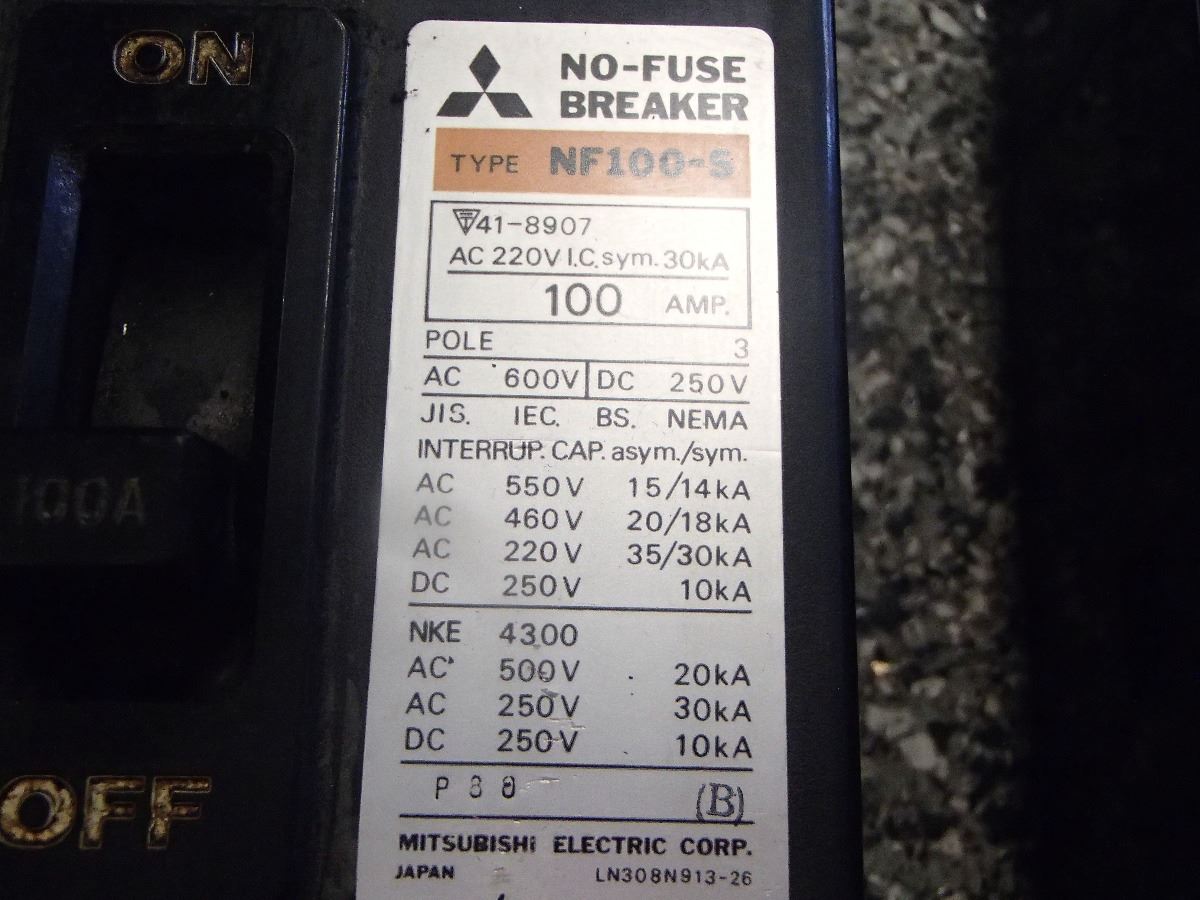 ON
NO-FUSE
BREAKER
TYPE NF100-S
41-8907
AC 220V I.C. sym. 30kA
100 AMP.
POLE 3
AC 600V DC 250V
JIS. IEC. BS. NEMA
INTERRUP. CAP. asym./sym.
AC 550V 15/14kA
AC 460V 20/18kA
AC 220V 35/30kA
DC 250V 10kA
NKE 4300
AC 500V 20kA
AC 250V 30kA
DC 250V 10kA
(B)
MITSUBISHI ELECTRIC CORP.
JAPAN LN308N913-26
100A
OFF